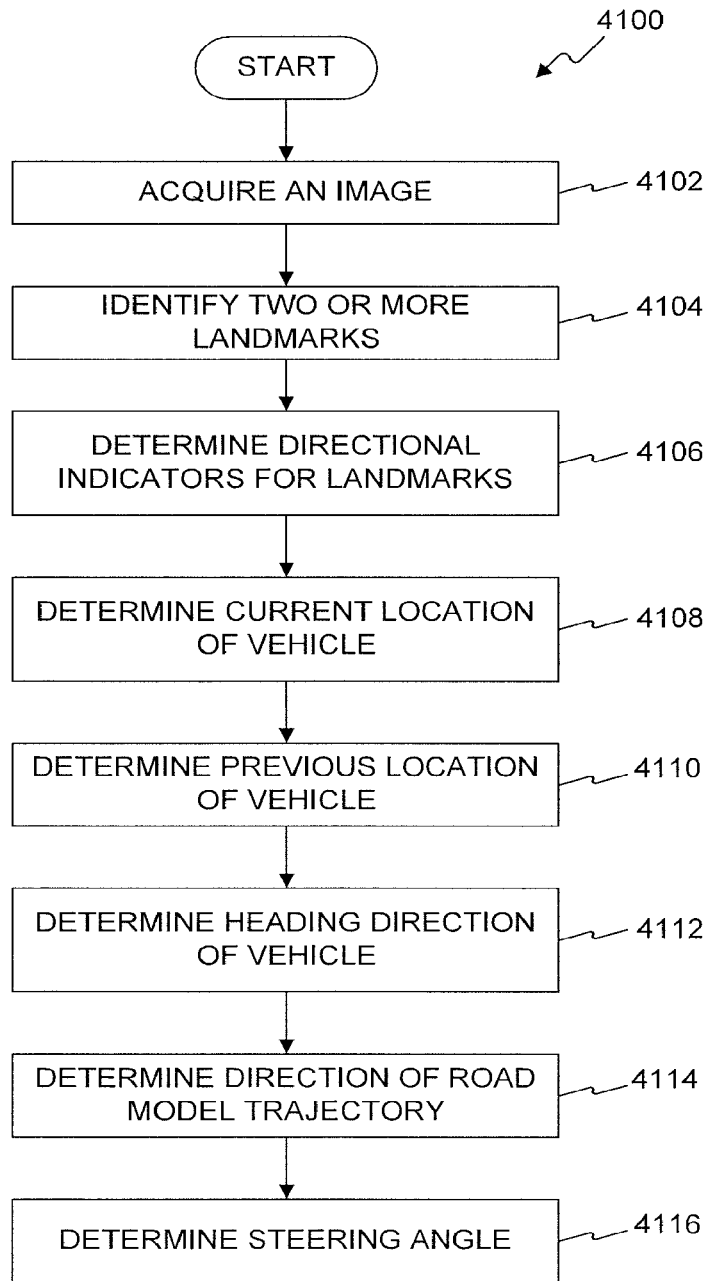 4100
START
ACQUIRE AN IMAGE
4102
IDENTIFY TWO OR MORE
LANDMARKS
4104
DETERMINE DIRECTIONAL
INDICATORS FOR LANDMARKS
4106
DETERMINE CURRENT LOCATION
OF VEHICLE
4108
DETERMINE PREVIOUS LOCATION
OF VEHICLE
4110
DETERMINE HEADING DIRECTION
OF VEHICLE
4112
DETERMINE DIRECTION OF ROAD
MODEL TRAJECTORY
4114
DETERMINE STEERING ANGLE
4116